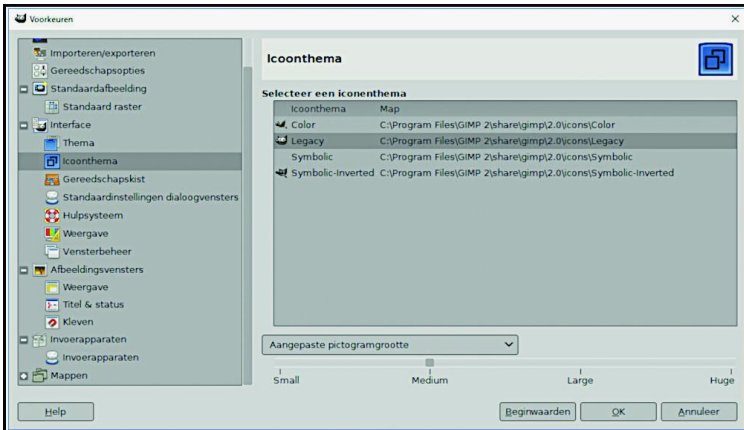 Voorkeuren
Importeren/exporteren
Gereedschapsopties
Standaardafbeelding
Standaard raster
Interface
Thema
Icoonthema
Gereedschapskist
Standaardinstellingen dialoogvensters
Hulpsysteem
Weergave
Vensterbeheer
Afbeeldingsvensters
Weergave
Titel & status
Kleven
Invoerapparaten
Invoerapparaten
Mappen
Icoonthema
Selecteer een iconenthema
Icoonthema Map
Color C:\Program Files\GIMP 2\share\gimp\2.0\icons\Color
Legacy C:\Program Files\GIMP 2\share\gimp\2.0\icons\Legacy
Symbolic C:\Program Files\GIMP 2\share\gimp\2.0\icons\Symbolic
Symbolic-Inverted C:\Program Files\GIMP 2\share\gimp\2.0\icons\Symbolic-Inverted
Aangepaste pictogramgrootte
Small Medium Large Huge
Help Beginwaarden OK Annuleer